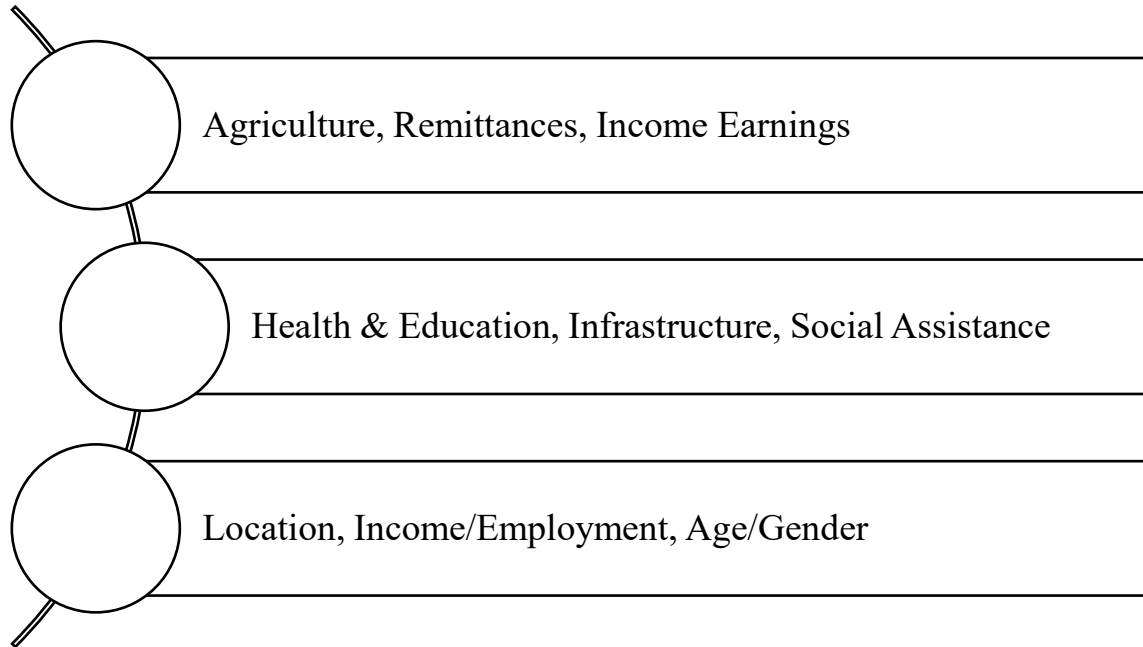 Agriculture, Remittances, Income Earnings
Health & Education, Infrastructure, Social Assistance
Location, Income/Employment, Age/Gender